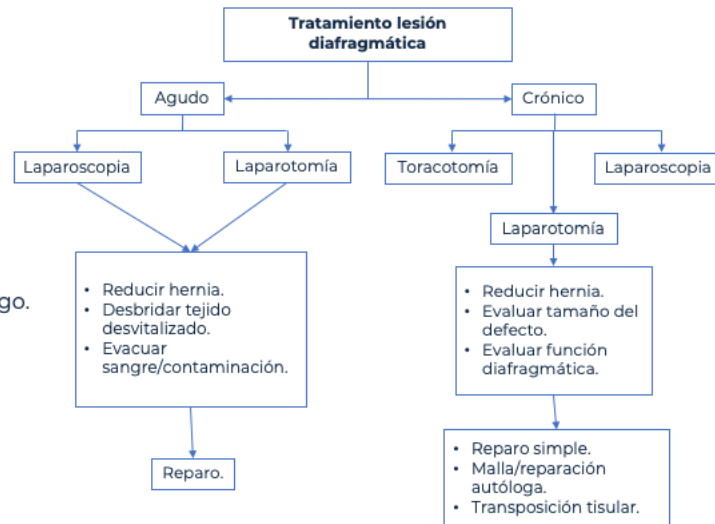 Tratamiento lesión
diafragmática
Agudo
Crónico
Laparoscopia
Laparotomía
Toracotomía
Laparoscopia
Laparotomía
go.
• Reducir hernia.
• Desbridar tejido
desvitalizado.
• Evacuar
sangre/contaminación.
• Reducir hernia.
• Evaluar tamaño del
defecto.
• Evaluar función
diafragmática.
Reparo.
• Reparo simple.
• Malla/reparación
autóloga.
• Transposición tisular.